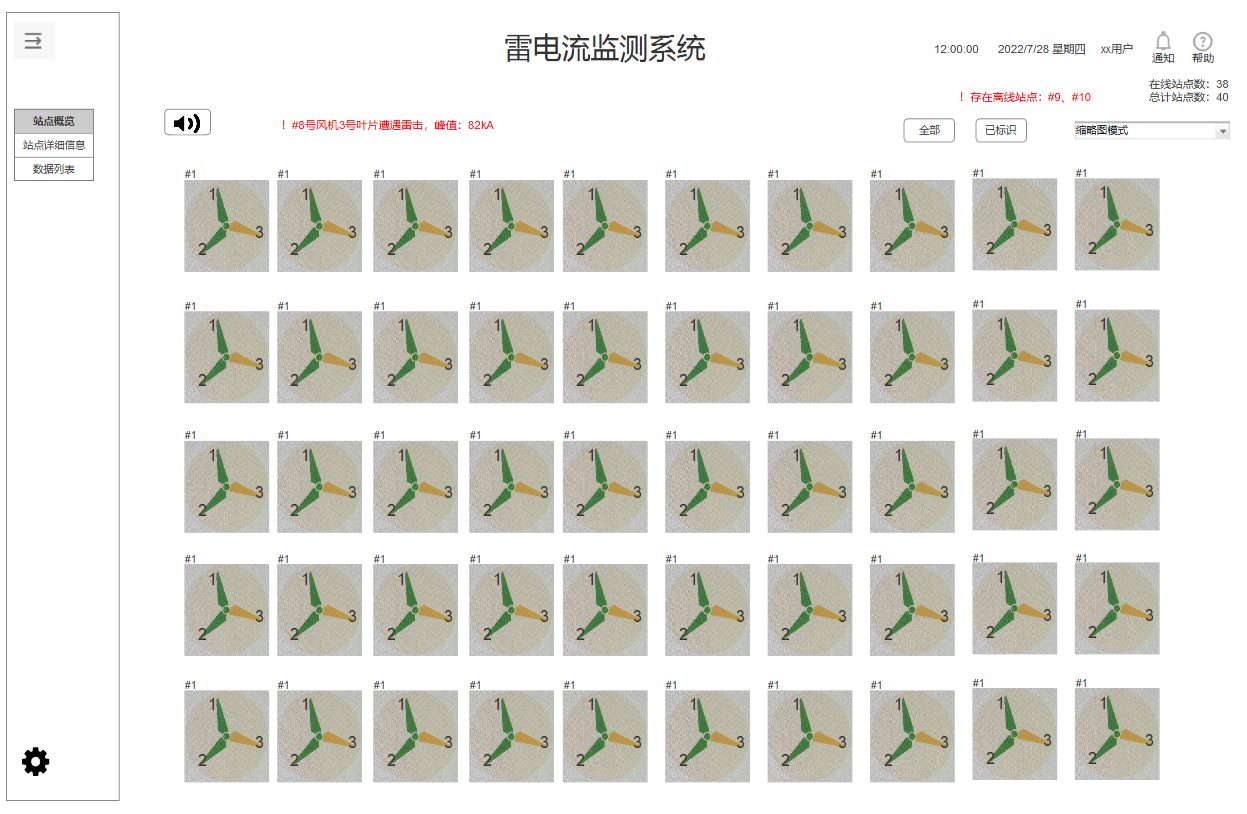 雷电流监测系统
12:00:00 2022/7/28 星期四 xx用户
通知 帮助
在线站点数：38
！存在离线站点：#9、#10 总计站点数：40
站点概览
！#8号风机3号叶片遭遇雷击，峰值：82kA
全部 已标识 缩略图模式
站点详细信息
数据列表
#1 #1 #1 #1 #1 #1 #1 #1 #1 #1
1 1 1 1 1 1 1 1 1 1
3 3 3 3 3 3 3 3 3 3
2 2 2 2 2 2 2 2 2 2
#1 #1 #1 #1 #1 #1 #1 #1 #1 #1
1 1 1 1 1 1 1 1 1 1
3 3 3 3 3 3 3 3 3 3
2 2 2 2 2 2 2 2 2 2
#1 #1 #1 #1 #1 #1 #1 #1 #1 #1
1 1 1 1 1 1 1 1 1 1
3 3 3 3 3 3 3 3 3 3
2 2 2 2 2 2 2 2 2 2
#1 #1 #1 #1 #1 #1 #1 #1 #1 #1
1 1 1 1 1 1 1 1 1 1
3 3 3 3 3 3 3 3 3 3
2 2 2 2 2 2 2 2 2 2
#1 #1 #1 #1 #1 #1 #1 #1 #1 #1
1 1 1 1 1 1 1 1 1 1
3 3 3 3 3 3 3 3 3 3
2 2 2 2 2 2 2 2 2 2